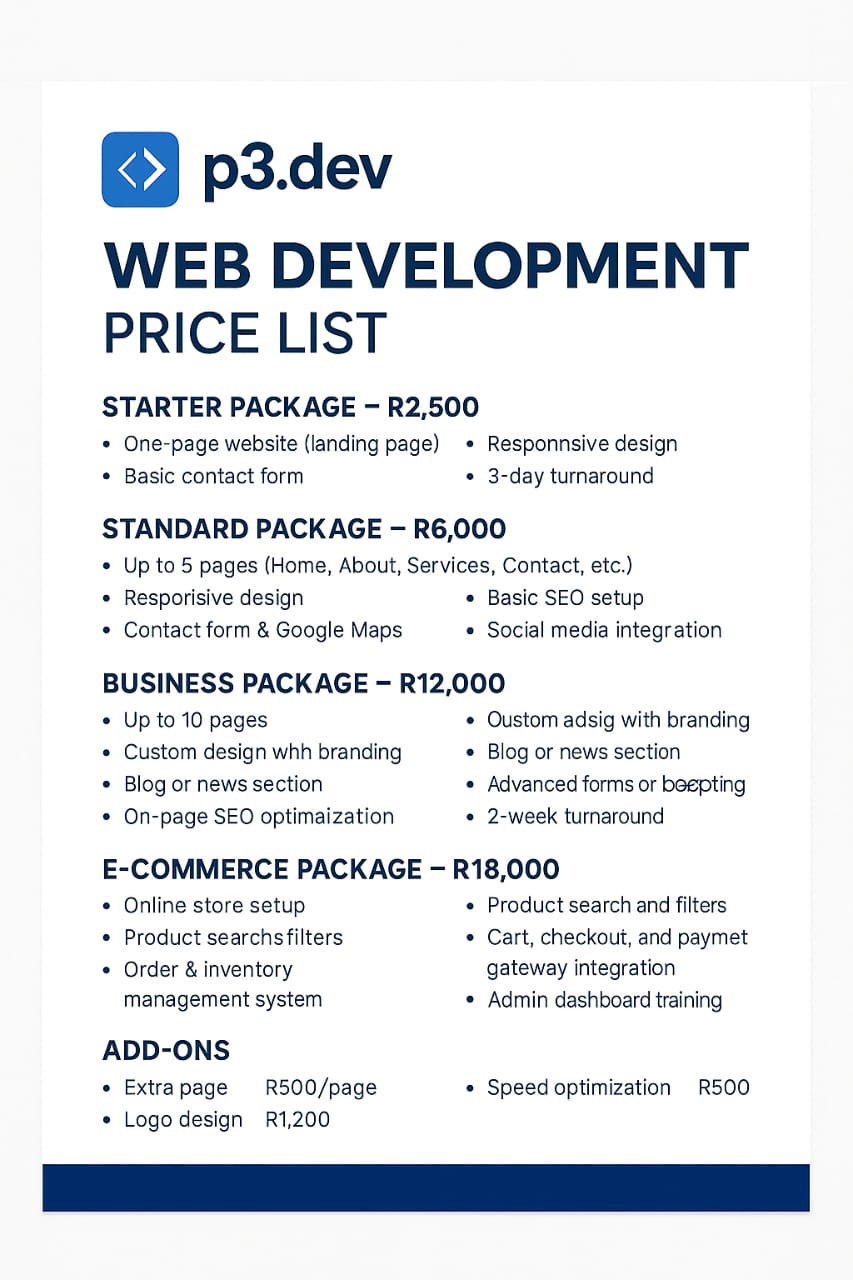 p3.dev
WEB DEVELOPMENT
PRICE LIST
STARTER PACKAGE – R2,500
• One-page website (landing page) • Responnsive design
• Basic contact form • 3-day turnaround
STANDARD PACKAGE – R6,000
• Up to 5 pages (Home, About, Services, Contact, etc.)
• Resporisive design • Basic SEO setup
• Contact form & Google Maps • Social media integration
BUSINESS PACKAGE – R12,000
• Up to 10 pages • Oustom adsig with branding
• Custom design whh branding • Blog or news section
• Blog or news section • Advanced forms or
• On-page SEO optimaization • 2-week turnaround
E-COMMERCE PACKAGE – R18,000
• Online store setup • Product search and filters
• Product searchs filters • Cart, checkout, and paymet
gateway integration
• Order & inventory
management system
• Admin dashboard training
ADD-ONS
• Extra page R500/page • Speed optimization R500
• Logo design R1,200